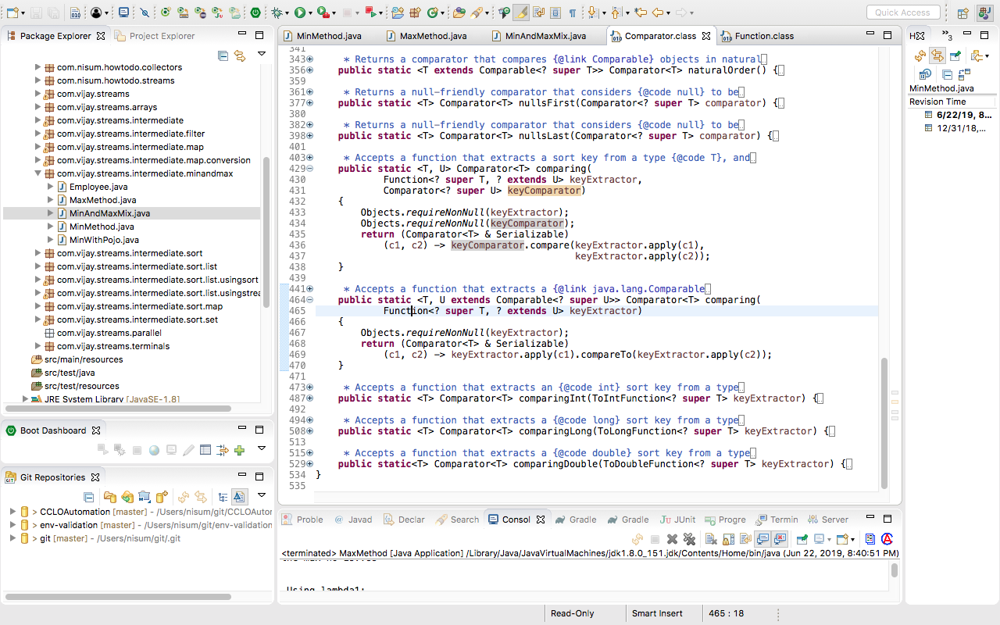 Quick Access
Package Explorer
Project Explorer
com.nisum.howtodo.collectors
com.nisum.howtodo.streams
com.vijay.streams
com.vijay.streams.arrays
com.vijay.streams.intermediate
com.vijay.streams.intermediate.filter
com.vijay.streams.intermediate.map
com.vijay.streams.intermediate.map.conversion
com.vijay.streams.intermediate.minandmax
Employee.java
MaxMethod.java
MinAndMaxMix.java
MinMethod.java
MinWithPojo.java
com.vijay.streams.intermediate.sort
com.vijay.streams.intermediate.sort.list
com.vijay.streams.intermediate.sort.list.usingsort
com.vijay.streams.intermediate.sort.list.usingstrea
com.vijay.streams.intermediate.sort.map
com.vijay.streams.intermediate.sort.set
com.vijay.streams.parallel
com.vijay.streams.terminals
src/main/resources
src/test/java
src/test/resources
JRE System Library [JavaSE-1.8]
Boot Dashboard
Git Repositories
> CCLOAutomation [master] - /Users/nisum/git/CCLOAutor
> env-validation [master] - /Users/nisum/git/env-validation
> git [master] - /Users/nisum/git/.git
MinMethod.java
MaxMethod.java
MinAndMaxMix.java
Comparator.class
Function.class
341
343 * Returns a comparator that compares {@link Comparable} objects in natural
356 public static <T extends Comparable<? super T>> Comparator<T> naturalOrder() {
359
361 * Returns a null-friendly comparator that considers {@code null} to be
377 public static <T> Comparator<T> nullsFirst(Comparator<? super T> comparator) {
380
382 * Returns a null-friendly comparator that considers {@code null} to be
398 public static <T> Comparator<T> nullsLast(Comparator<? super T> comparator) {
401
403 * Accepts a function that extracts a sort key from a type {@code T}, and
429 public static <T, U> Comparator<T> comparing(
430 Function<? super T, ? extends U> keyExtractor,
431 Comparator<? super U> keyComparator)
432 {
433 Objects.requireNonNull(keyExtractor);
434 Objects.requireNonNull(keyComparator);
435 return (Comparator<T> & Serializable)
436 (c1, c2) -> keyComparator.compare(keyExtractor.apply(c1),
437 keyExtractor.apply(c2));
438 }
439
441 * Accepts a function that extracts a {@link java.lang.Comparable
464 public static <T, U extends Comparable<? super U>> Comparator<T> comparing(
465 Function<? super T, ? extends U> keyExtractor)
466 {
467 Objects.requireNonNull(keyExtractor);
468 return (Comparator<T> & Serializable)
469 (c1, c2) -> keyExtractor.apply(c1).compareTo(keyExtractor.apply(c2));
470 }
471
473 * Accepts a function that extracts an {@code int} sort key from a type
487 public static <T> Comparator<T> comparingInt(ToIntFunction<? super T> keyExtractor) {
492
494 * Accepts a function that extracts a {@code long} sort key from a type
508 public static <T> Comparator<T> comparingLong(ToLongFunction<? super T> keyExtractor) {
513
515 * Accepts a function that extracts a {@code double} sort key from a type
529 public static<T> Comparator<T> comparingDouble(ToDoubleFunction<? super T> keyExtractor) {
534 }
535
Proble
@ Javad
Declar
Search
Consol
Gradle
Gradle
JUnit
Progre
Termin
Server
<terminated> MaxMethod [Java Application] /Library/Java/JavaVirtualMachines/jdk1.8.0_151.jdk/Contents/Home/bin/java (Jun 22, 2019, 8:40:51 PM)
Using lambda1:
H
3
MinMethod.java
Revision Time
6/22/19, 8...
12/31/18,...
Read-Only
Smart Insert
465 : 18